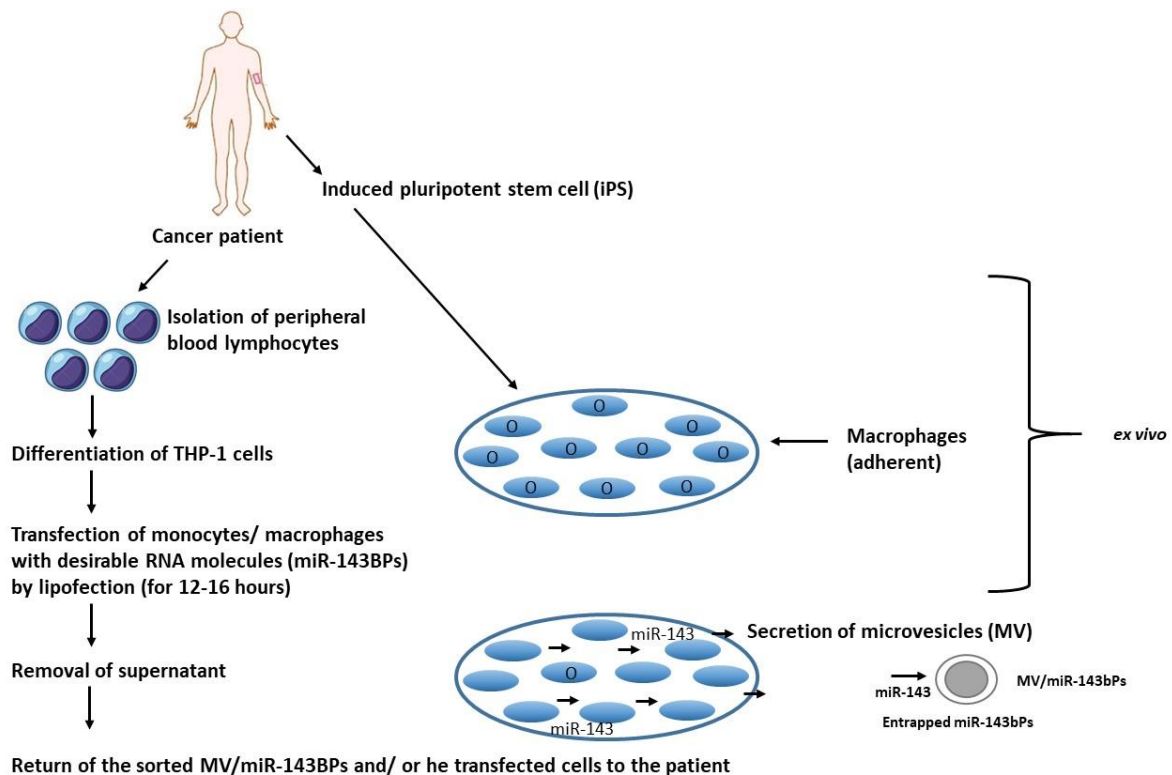 Induced pluripotent stem cell (iPS)
Cancer patient
Isolation of peripheral
blood lymphocytes
Differentiation of THP-1 cells
Transfection of monocytes/ macrophages
with desirable RNA molecules (miR-143BPs)
by lipofection (for 12-16 hours)
Removal of supernatant
Return of the sorted MV/miR-143BPs and/ or he transfected cells to the patient
O
O
O
O
O
O
O
O
O
O
O
Macrophages
(adherent)
ex vivo
miR-143
O
miR-143
Secretion of microvesicles (MV)
miR-143
MV/miR-143bPs
Entrapped miR-143bPs